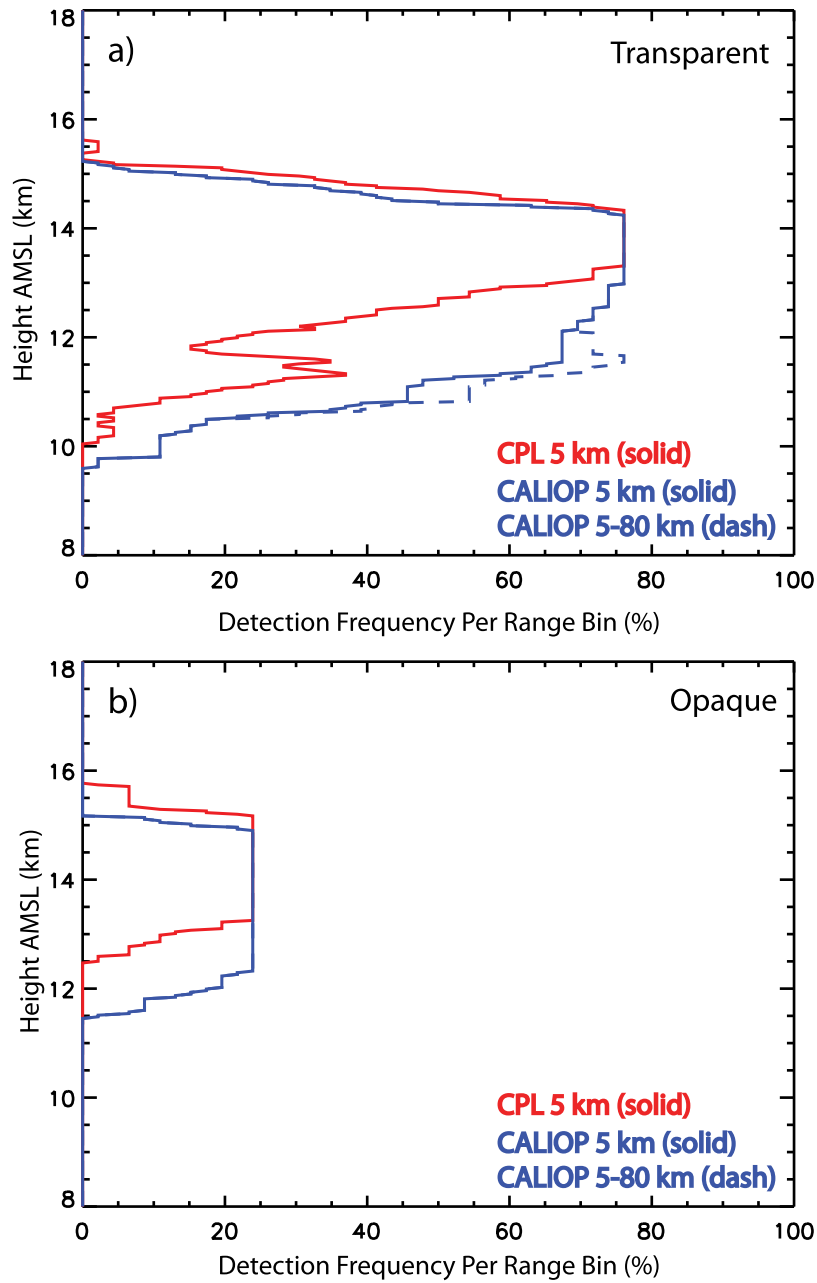 18
a)
Transparent
16
14
12
10
8
Height AMSL (km)
CPL 5 km (solid)
CALIOP 5 km (solid)
CALIOP 5-80 km (dash)
0 20 40 60 80 100
Detection Frequency Per Range Bin (%)
18
b)
Opaque
16
14
12
10
8
Height AMSL (km)
CPL 5 km (solid)
CALIOP 5 km (solid)
CALIOP 5-80 km (dash)
0 20 40 60 80 100
Detection Frequency Per Range Bin (%)